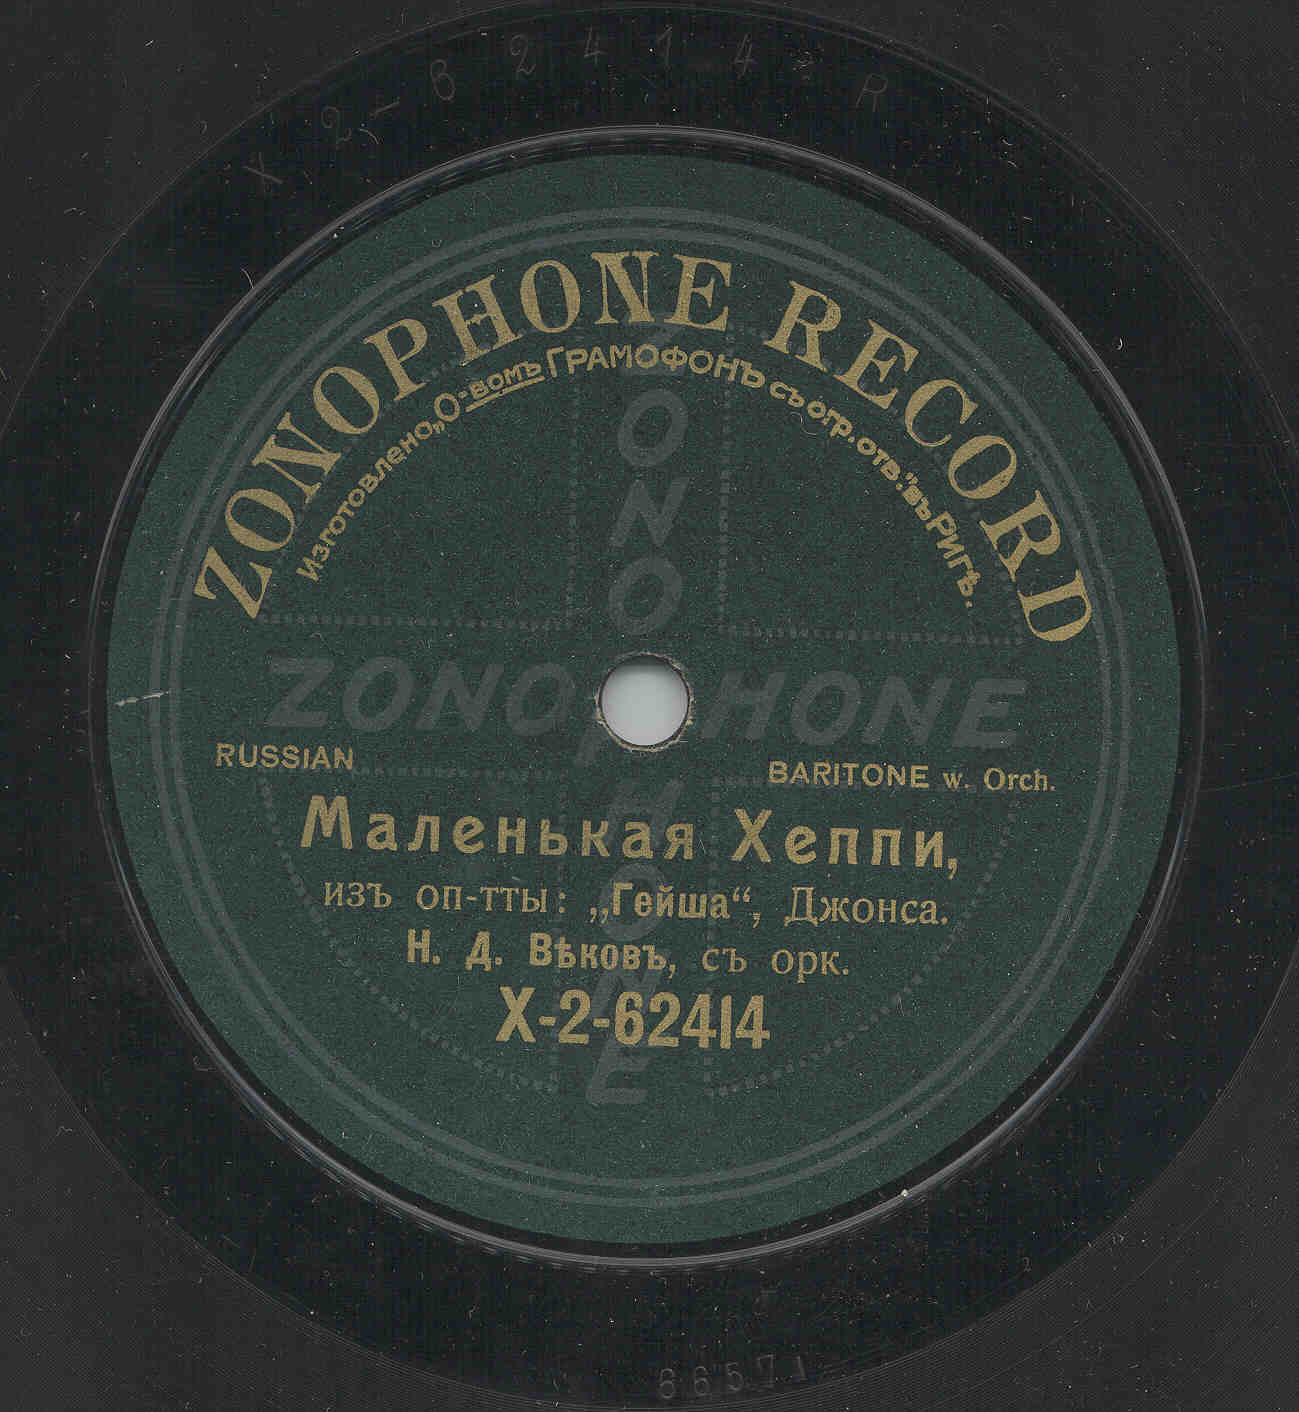 X 2-62414 R
ZONOPHONE RECORD
Изготовлено „О-вомъ ГРАМОФОНЪ съ огр. отв.“ въ Ригѣ.
ZONOPHONE
ZONOPHONE
RUSSIAN
BARITONE w. Orch.
Маленькая Хеппи,
изъ оп-тты: „Гейша“, Джонса.
Н. Д. Вѣковъ, съ орк.
X-2-62414